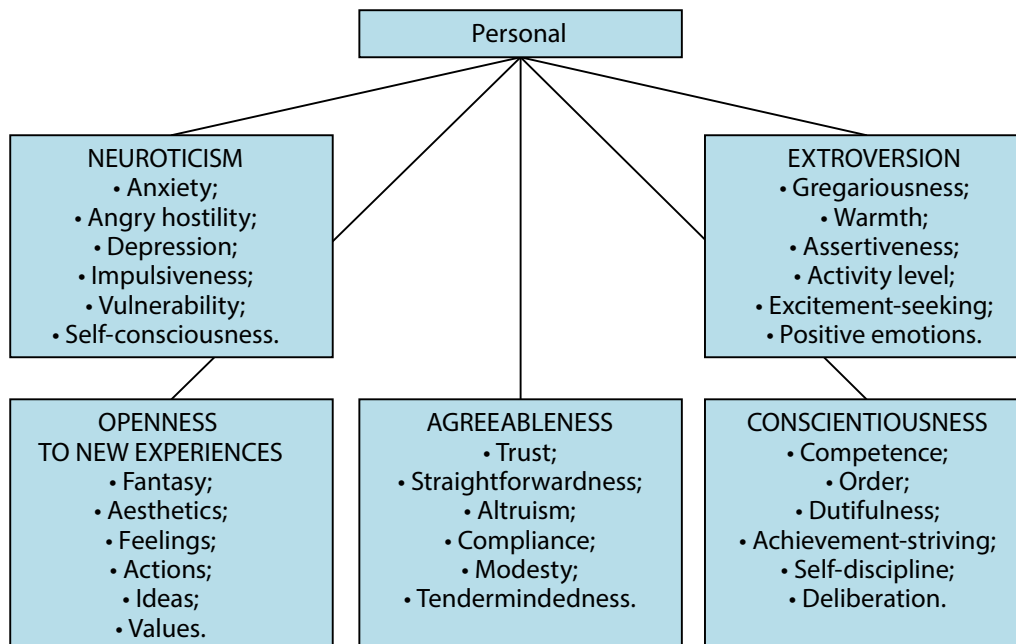 Personal
NEUROTICISM
• Anxiety;
• Angry hostility;
• Depression;
• Impulsiveness;
• Vulnerability;
• Self-consciousness.
EXTROVERSION
• Gregariousness;
• Warmth;
• Assertiveness;
• Activity level;
• Excitement-seeking;
• Positive emotions.
OPENNESS
TO NEW EXPERIENCES
• Fantasy;
• Aesthetics;
• Feelings;
• Actions;
• Ideas;
• Values.
AGREEABLENESS
• Trust;
• Straightforwardness;
• Altruism;
• Compliance;
• Modesty;
• Tendermindedness.
CONSCIENTIOUSNESS
• Competence;
• Order;
• Dutifulness;
• Achievement-striving;
• Self-discipline;
• Deliberation.